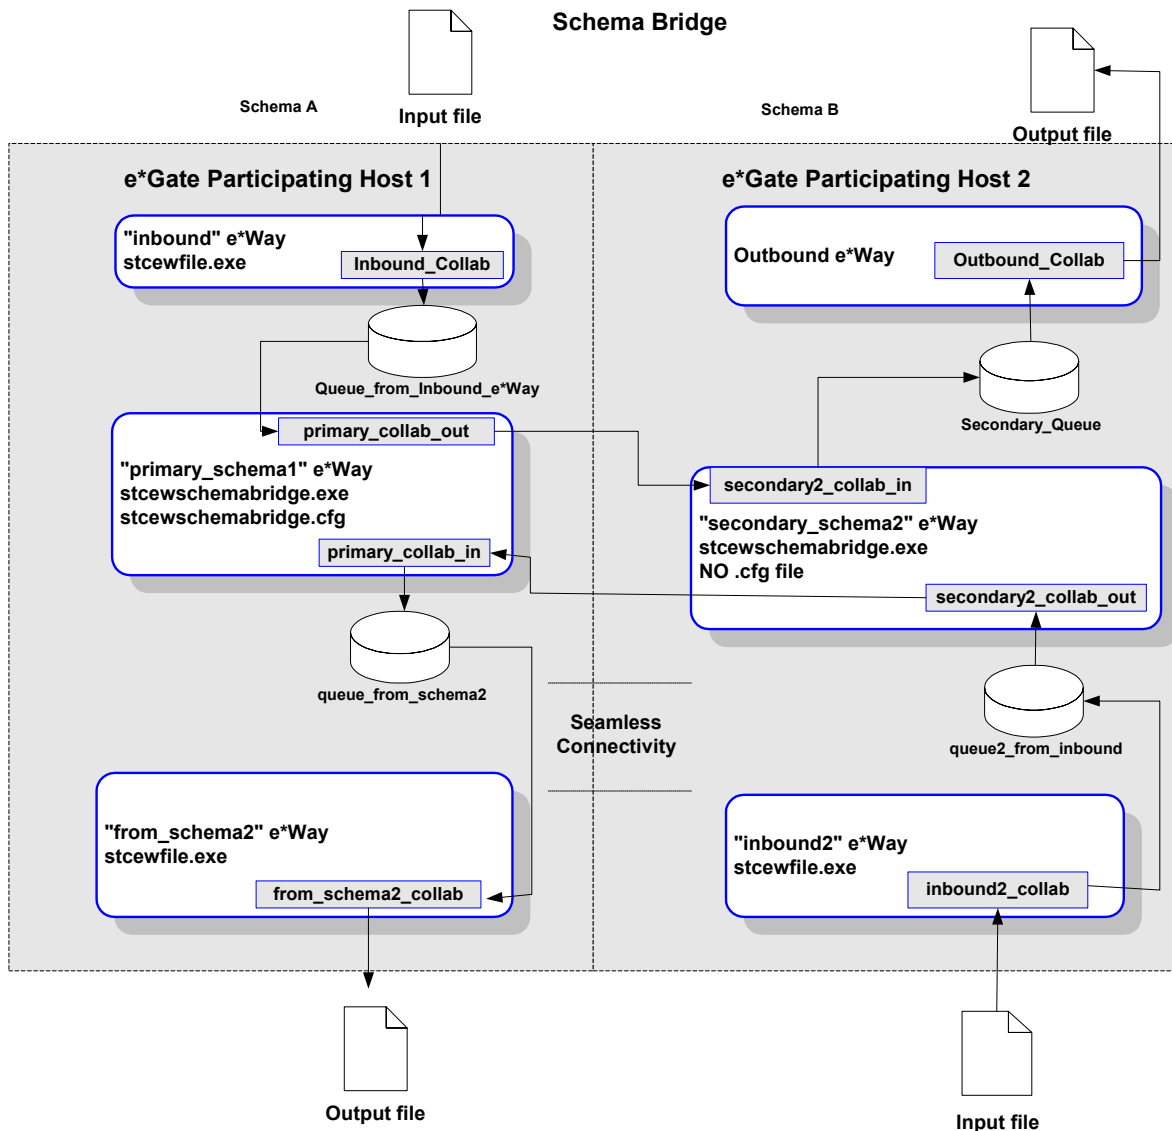 Schema Bridge
Input file
Schema A
Schema B
Output file
e*Gate Participating Host 1
"inbound" e*Way
stcewfile.exe
Inbound_Collab
Queue_from_Inbound_e*Way
primary_collab_out
"primary_schema1" e*Way
stcewschemabridge.exe
stcewschemabridge.cfg
primary_collab_in
queue_from_schema2
"from_schema2" e*Way
stcewfile.exe
from_schema2_collab
Output file
Seamless
Connectivity
e*Gate Participating Host 2
Outbound e*Way
Outbound_Collab
Secondary_Queue
secondary2_collab_in
"secondary_schema2" e*Way
stcewschemabridge.exe
NO .cfg file
secondary2_collab_out
queue2_from_inbound
"inbound2" e*Way
stcewfile.exe
inbound2_collab
Input file